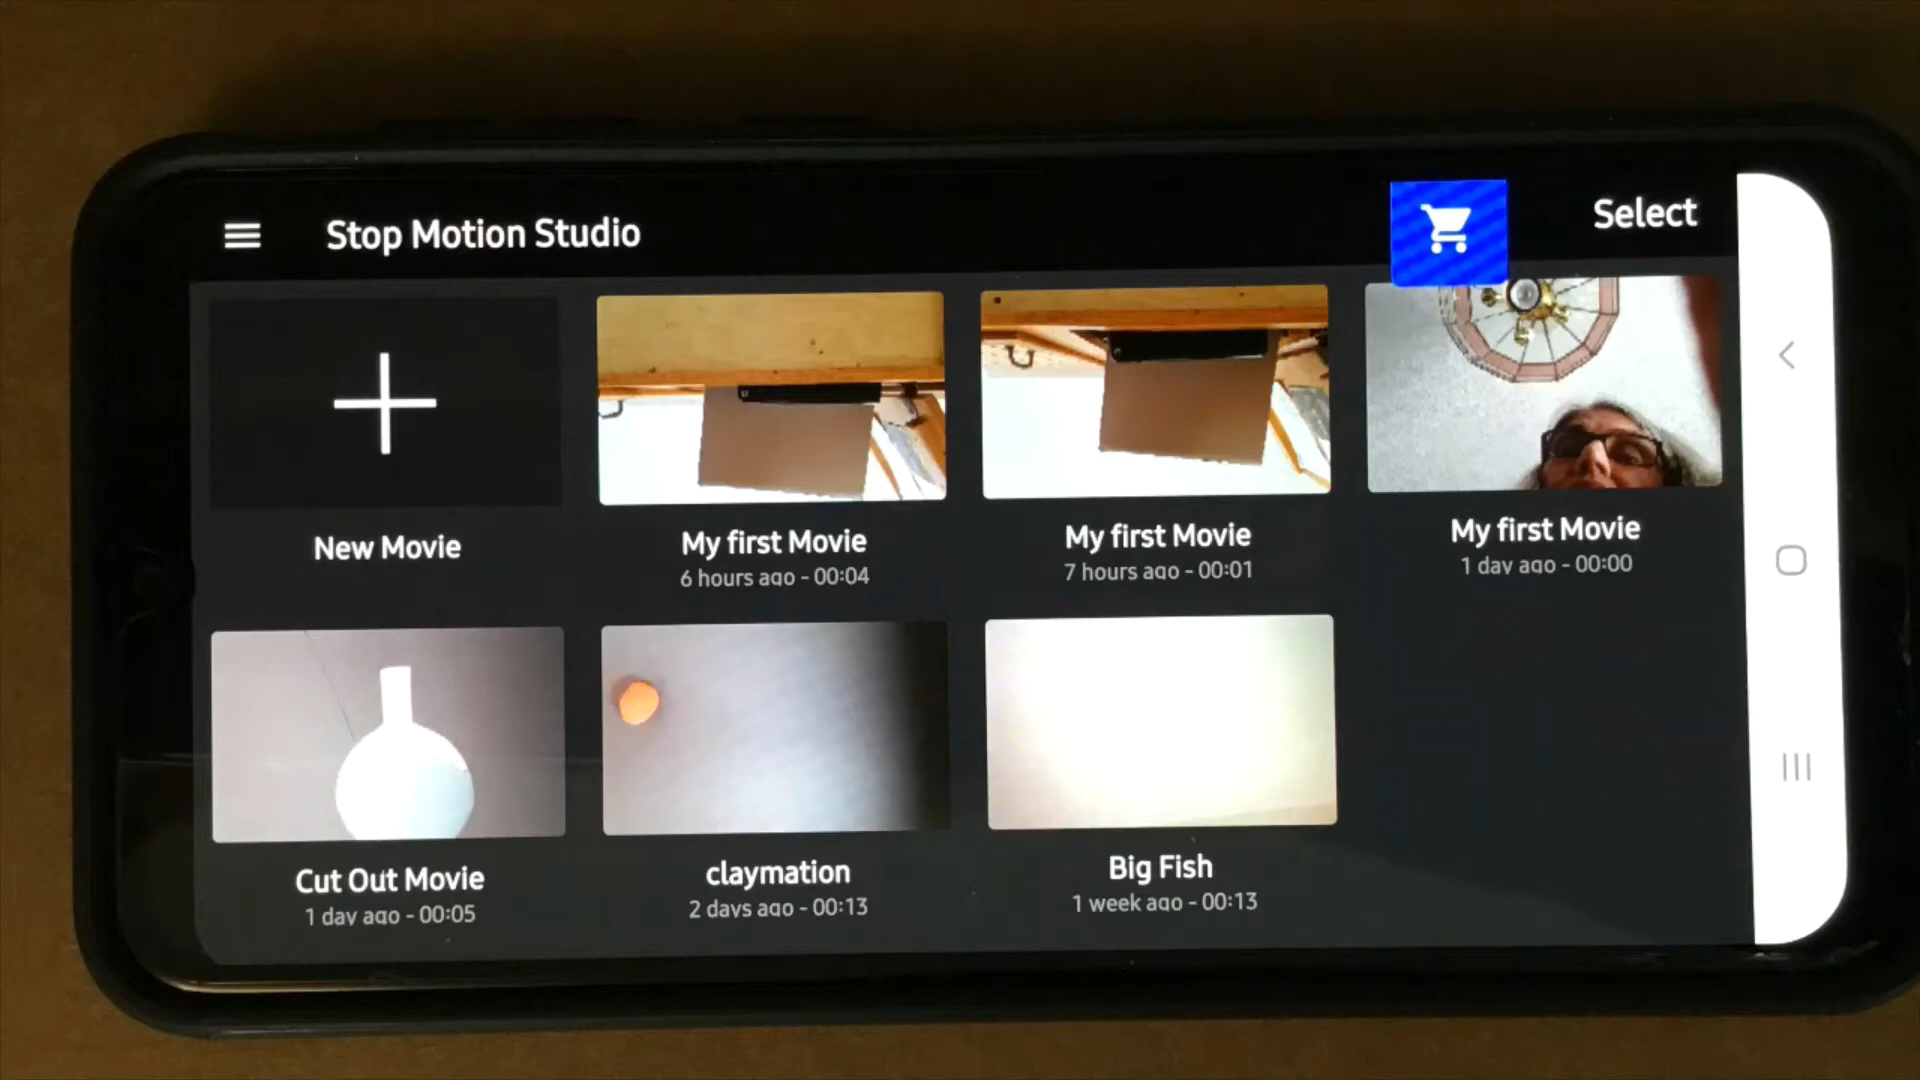 Stop Motion Studio
Select
New Movie
My first Movie
6 hours ago - 00:04
My first Movie
7 hours ago - 00:01
My first Movie
1 day ago - 00:00
Cut Out Movie
1 day ago - 00:05
claymation
2 days ago - 00:13
Big Fish
1 week ago - 00:13